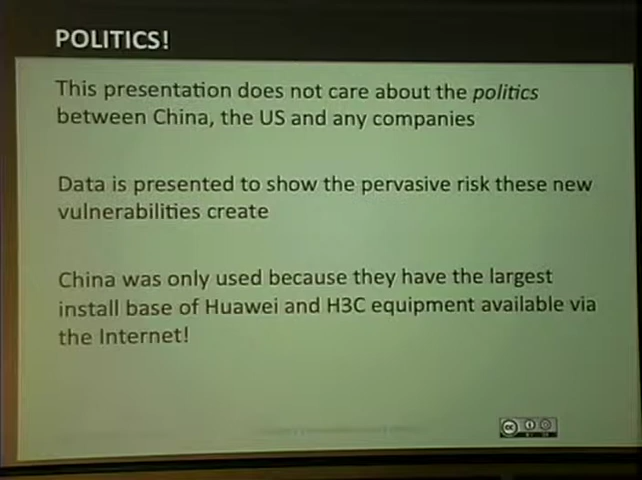 POLITICS!
This presentation does not care about the politics
between China, the US and any companies
Data is presented to show the pervasive risk these new
vulnerabilities create
China was only used because they have the largest
install base of Huawei and H3C equipment available via
the Internet!
cc